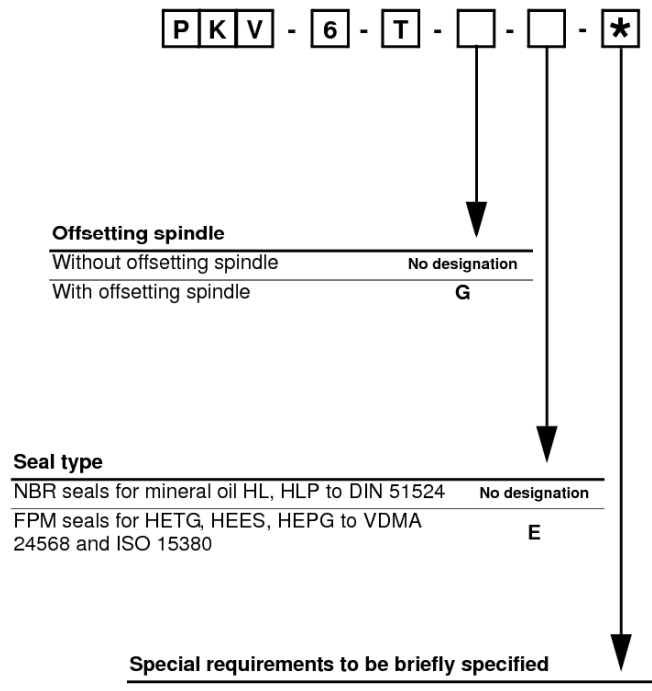 PKV - 6 - T - - - *
Offsetting spindle
Without offsetting spindle No designation
With offsetting spindle G
Seal type
NBR seals for mineral oil HL, HLP to DIN 51524 No designation
FPM seals for HETG, HEES, HEPG to VDMA
24568 and ISO 15380 E
Special requirements to be briefly specified